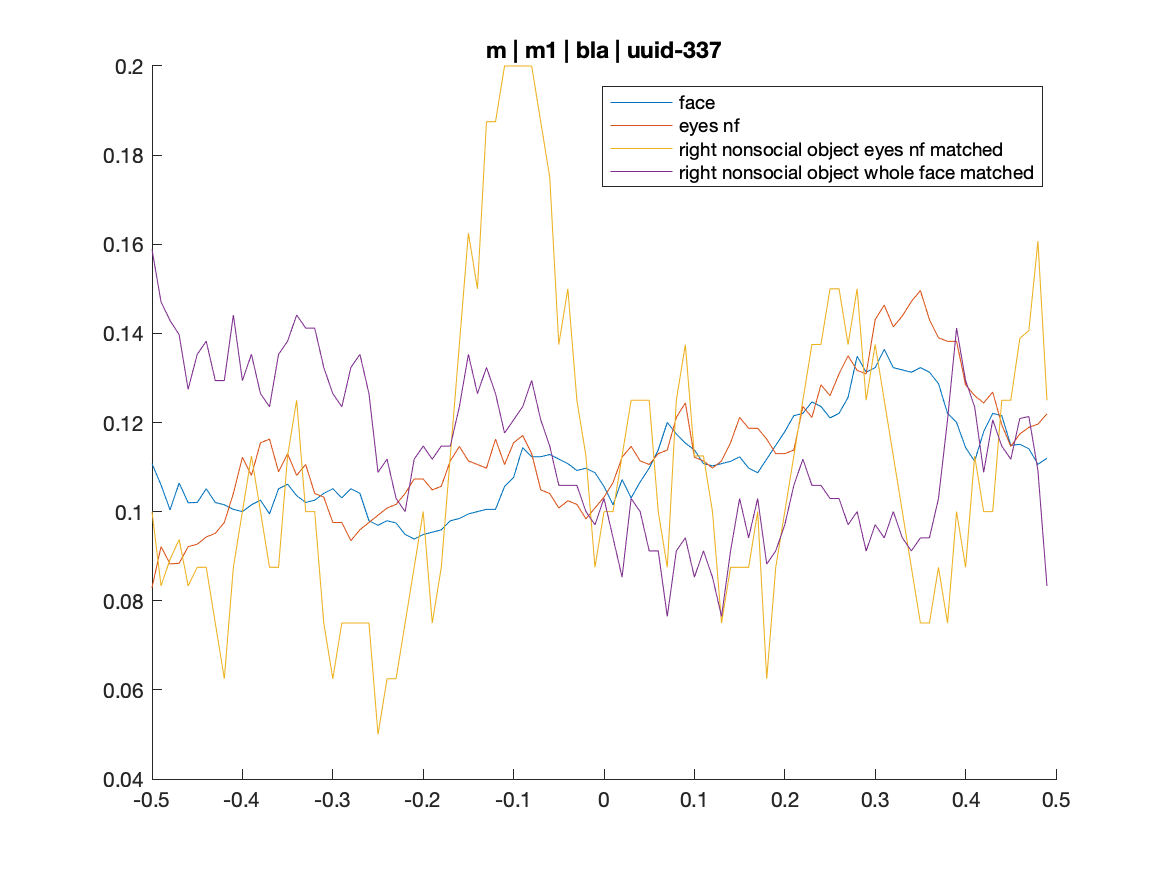 m | m1 | bla | uuid-337
0.2
0.18
0.16
0.14
0.12
0.1
0.08
0.06
0.04
face
eyes nf
right nonsocial object eyes nf matched
right nonsocial object whole face matched
-0.5 -0.4 -0.3 -0.2 -0.1 0 0.1 0.2 0.3 0.4 0.5